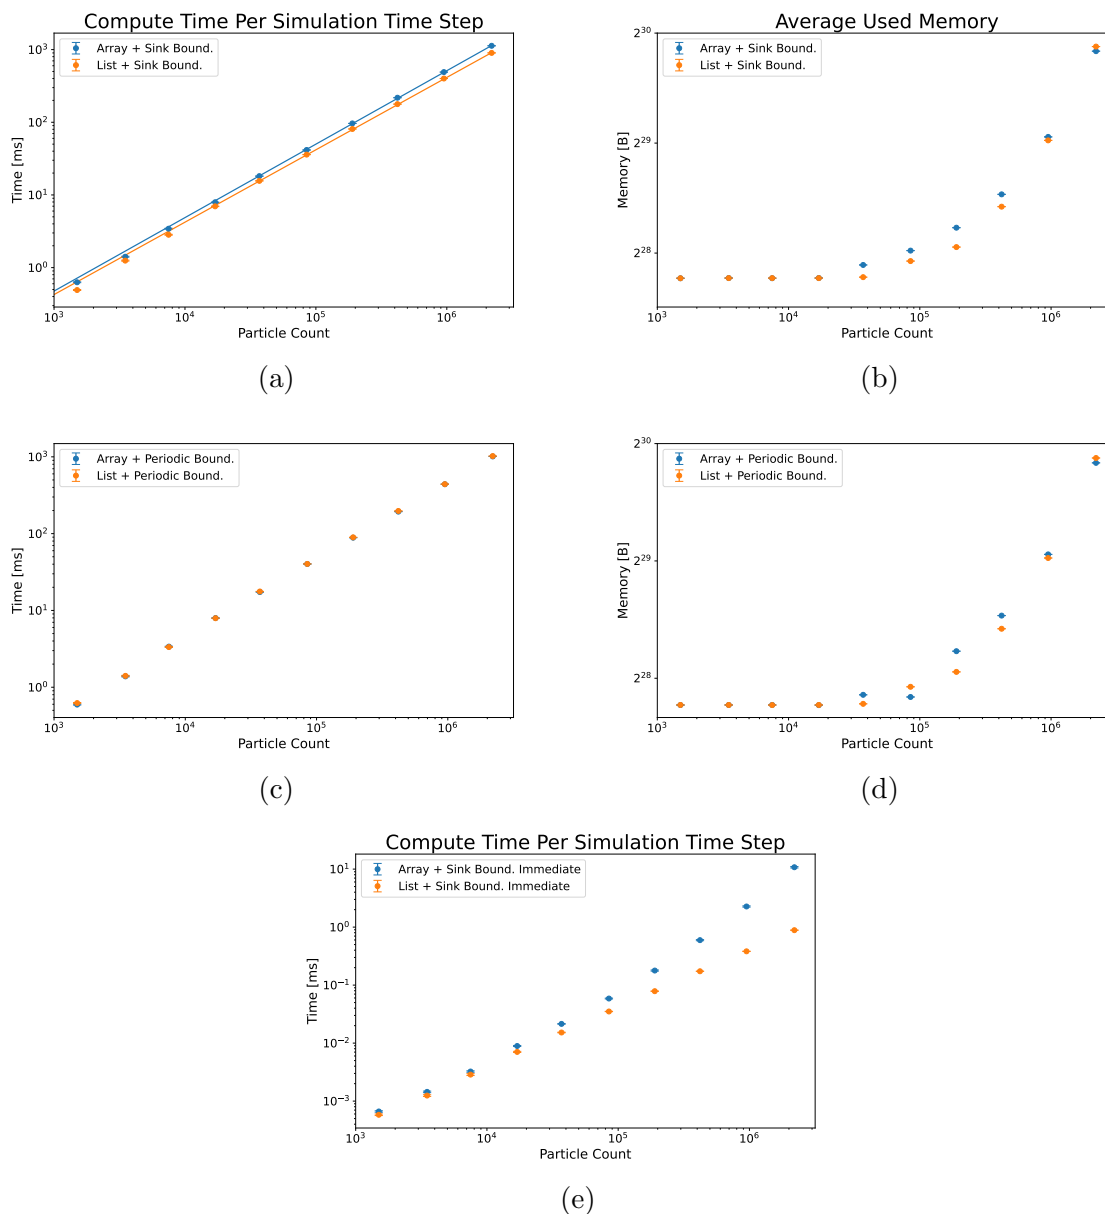 Compute Time Per Simulation Time Step
Array + Sink Bound.
List + Sink Bound.
10³
10²
10¹
10⁰
Time [ms]
10³ 10⁴ 10⁵ 10⁶
Particle Count
(a)
Average Used Memory
Array + Sink Bound.
List + Sink Bound.
2³⁰
2²⁹
2²⁸
Memory [B]
10³ 10⁴ 10⁵ 10⁶
Particle Count
(b)
Array + Periodic Bound.
List + Periodic Bound.
10³
10²
10¹
10⁰
Time [ms]
10³ 10⁴ 10⁵ 10⁶
Particle Count
(c)
Array + Periodic Bound.
List + Periodic Bound.
2³⁰
2²⁹
2²⁸
Memory [B]
10³ 10⁴ 10⁵ 10⁶
Particle Count
(d)
Compute Time Per Simulation Time Step
Array + Sink Bound. Immediate
List + Sink Bound. Immediate
10¹
10⁰
10⁻¹
10⁻²
10⁻³
Time [ms]
10³ 10⁴ 10⁵ 10⁶
Particle Count
(e)